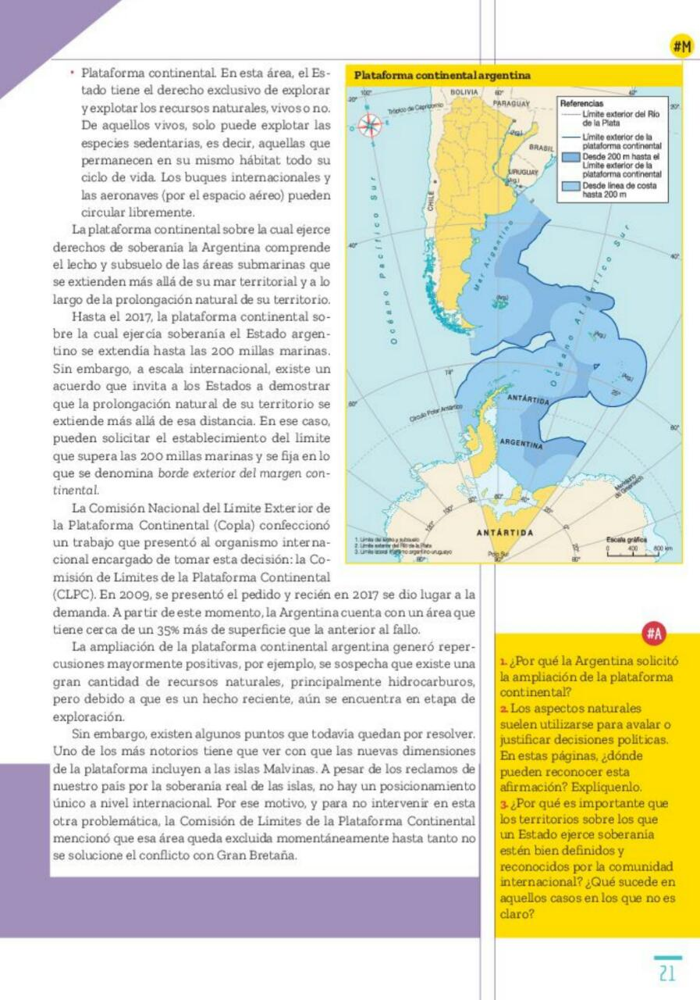 #M
• Plataforma continental. En esta área, el Es-
tado tiene el derecho exclusivo de explorar
y explotar los recursos naturales, vivos o no.
De aquellos vivos, solo puede explotar las
especies sedentarias, es decir, aquellas que
permanecen en su mismo hábitat todo su
ciclo de vida. Los buques internacionales y
las aeronaves (por el espacio aéreo) pueden
circular libremente.
La plataforma continental sobre la cual ejerce
derechos de soberanía la Argentina comprende
el lecho y subsuelo de las áreas submarinas que
se extienden más allá de su mar territorial y a lo
largo de la prolongación natural de su territorio.
Hasta el 2017, la plataforma continental so-
bre la cual ejercía soberanía el Estado argen-
tino se extendía hasta las 200 millas marinas.
Sin embargo, a escala internacional, existe un
acuerdo que invita a los Estados a demostrar
que la prolongación natural de su territorio se
extiende más allá de esa distancia. En ese caso,
pueden solicitar el establecimiento del límite
que supera las 200 millas marinas y se fija en lo
que se denomina borde exterior del margen con-
tinental.
La Comisión Nacional del Límite Exterior de
la Plataforma Continental (Copla) confeccionó
un trabajo que presentó al organismo interna-
cional encargado de tomar esta decisión: la Co-
misión de Límites de la Plataforma Continental
(CLPC). En 2009, se presentó el pedido y recién en 2017 se dio lugar a la
demanda. A partir de este momento, la Argentina cuenta con un área que
tiene cerca de un 35% más de superficie que la anterior al fallo.
La ampliación de la plataforma continental argentina generó reper-
cusiones mayormente positivas, por ejemplo, se sospecha que existe una
gran cantidad de recursos naturales, principalmente hidrocarburos,
pero debido a que es un hecho reciente, aún se encuentra en etapa de
exploración.
Sin embargo, existen algunos puntos que todavía quedan por resolver.
Uno de los más notorios tiene que ver con que las nuevas dimensiones
de la plataforma incluyen a las islas Malvinas. A pesar de los reclamos de
nuestro país por la soberanía real de las islas, no hay un posicionamiento
único a nivel internacional. Por ese motivo, y para no intervenir en esta
otra problemática, la Comisión de Límites de la Plataforma Continental
mencionó que esa área queda excluida momentáneamente hasta tanto no
se solucione el conflicto con Gran Bretaña.
Plataforma continental argentina
100°
BOLIVIA
60°
40°
20°
20°
Trópico de Capricornio
PARAGUAY
Referencias
Límite exterior del Río
de la Plata
Límite exterior de la
plataforma continental
Desde 200 m hasta el
Límite exterior de la
plataforma continental
Desde línea de costa
hasta 200 m
N
E
S
O
(Arg.)
BRASIL
URUGUAY
(Arg.)
CHILE
Océano Pacífico Sur
Mar Argentino
Océano Atlántico Sur
40°
40°
(Arg.)
(Arg.)
(Arg.)
74°
25°
60°
60°
Círculo Polar Antártico
ANTÁRTIDA
ARGENTINA
Meridiano
de Greenwich
ANTÁRTIDA
Polo Sur
90°
1. Límite del lecho y subsuelo
2. Límite exterior del Río de la Plata
3. Límite lateral marítimo argentino-uruguayo
Escala gráfica
0 400 800 km
#A
1. ¿Por qué la Argentina solicitó
la ampliación de la plataforma
continental?
2. Los aspectos naturales
suelen utilizarse para avalar o
justificar decisiones políticas.
En estas páginas, ¿dónde
pueden reconocer esta
afirmación? Explíquenlo.
3. ¿Por qué es importante que
los territorios sobre los que
un Estado ejerce soberanía
estén bien definidos y
reconocidos por la comunidad
internacional? ¿Qué sucede en
aquellos casos en los que no es
claro?
21